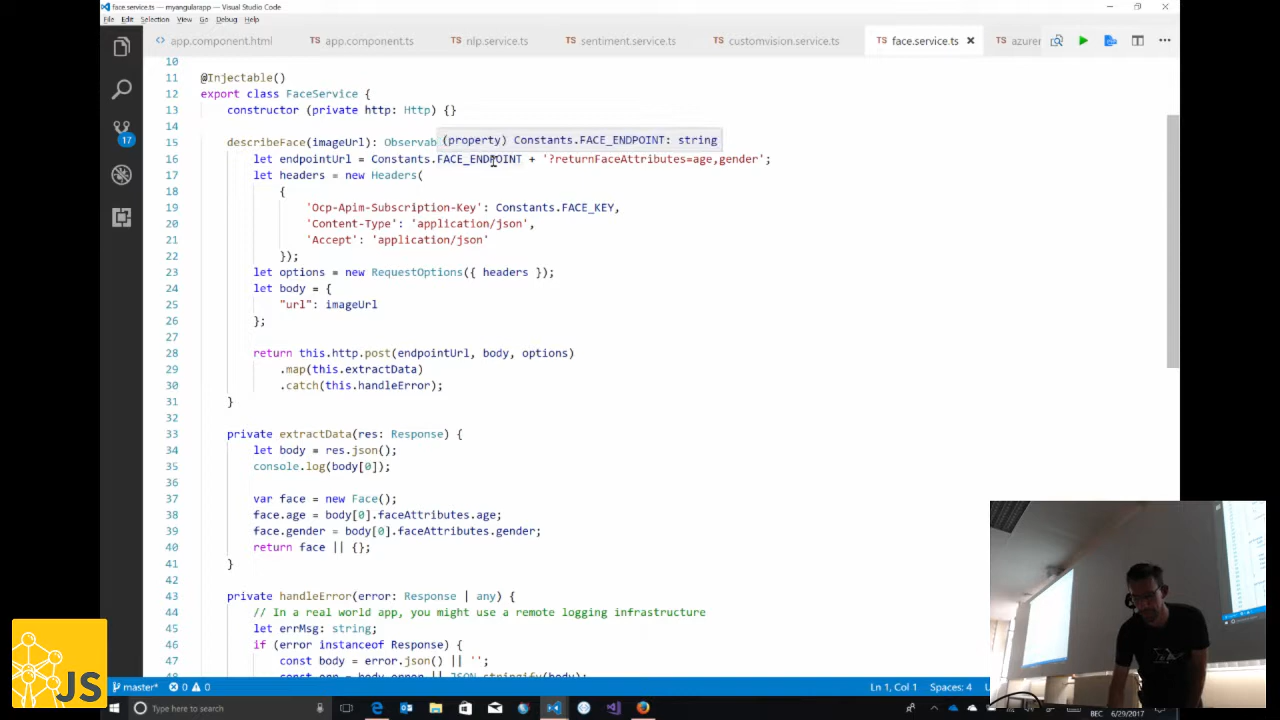 face.service.ts - myangularapp - Visual Studio Code
File Edit Selection View Go Debug Help
app.component.html TS app.component.ts TS nlp.service.ts TS sentiment.service.ts TS customvision.service.ts TS face.service.ts TS azure
10
11 @Injectable()
12 export class FaceService {
13 constructor (private http: Http) {}
14
(property) Constants.FACE_ENDPOINT: string
15 describeFace(imageUrl): Observab
16 let endpointUrl = Constants.FACE_ENDPOINT + '?returnFaceAttributes=age,gender';
17 let headers = new Headers(
18 {
19 'Ocp-Apim-Subscription-Key': Constants.FACE_KEY,
20 'Content-Type': 'application/json',
21 'Accept': 'application/json'
22 });
23 let options = new RequestOptions({ headers });
24 let body = {
25 "url": imageUrl
26 };
27
28 return this.http.post(endpointUrl, body, options)
29 .map(this.extractData)
30 .catch(this.handleError);
31 }
32
33 private extractData(res: Response) {
34 let body = res.json();
35 console.log(body[0]);
36
37 var face = new Face();
38 face.age = body[0].faceAttributes.age;
39 face.gender = body[0].faceAttributes.gender;
40 return face || {};
41 }
42
43 private handleError(error: Response | any) {
44 // In a real world app, you might use a remote logging infrastructure
45 let errMsg: string;
46 if (error instanceof Response) {
47 const body = error.json() || '';
17
JS
master* 0 0 Ln 1, Col 1 Spaces: 4
Type here to search BEC 6/29/2017